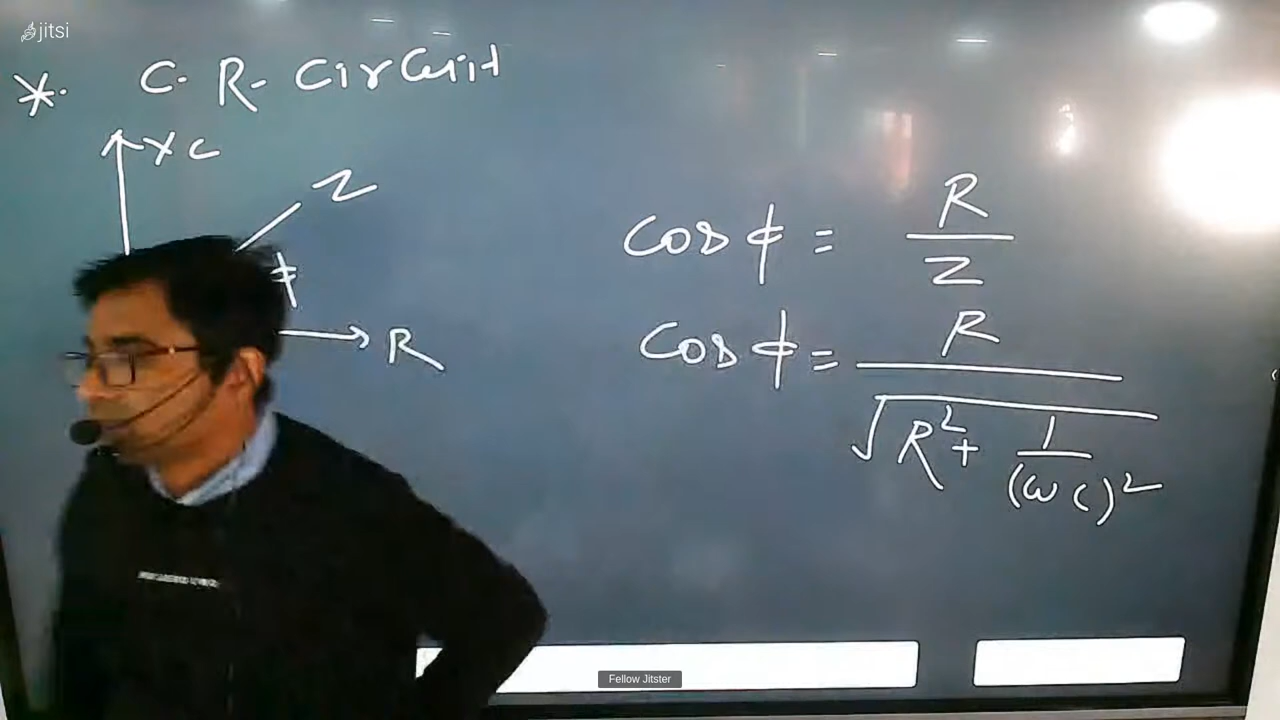 jitsi
*. C. R. Circuit
XC
Z
ϕ
R
Cos ϕ = R/Z
Cos ϕ = R/√(R² + 1/(ωC)²)
Fellow Jitster